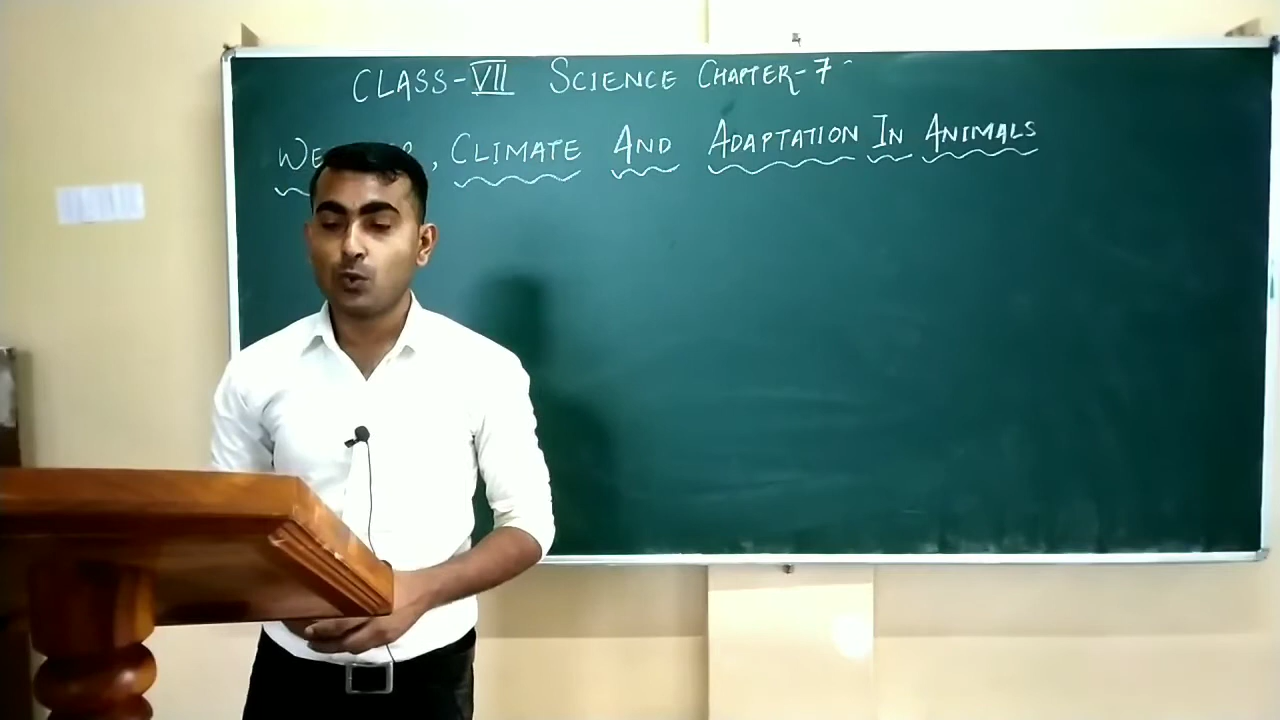 CLASS-VII SCIENCE CHAPTER-7
, CLIMATE AND ADAPTATION IN ANIMALS